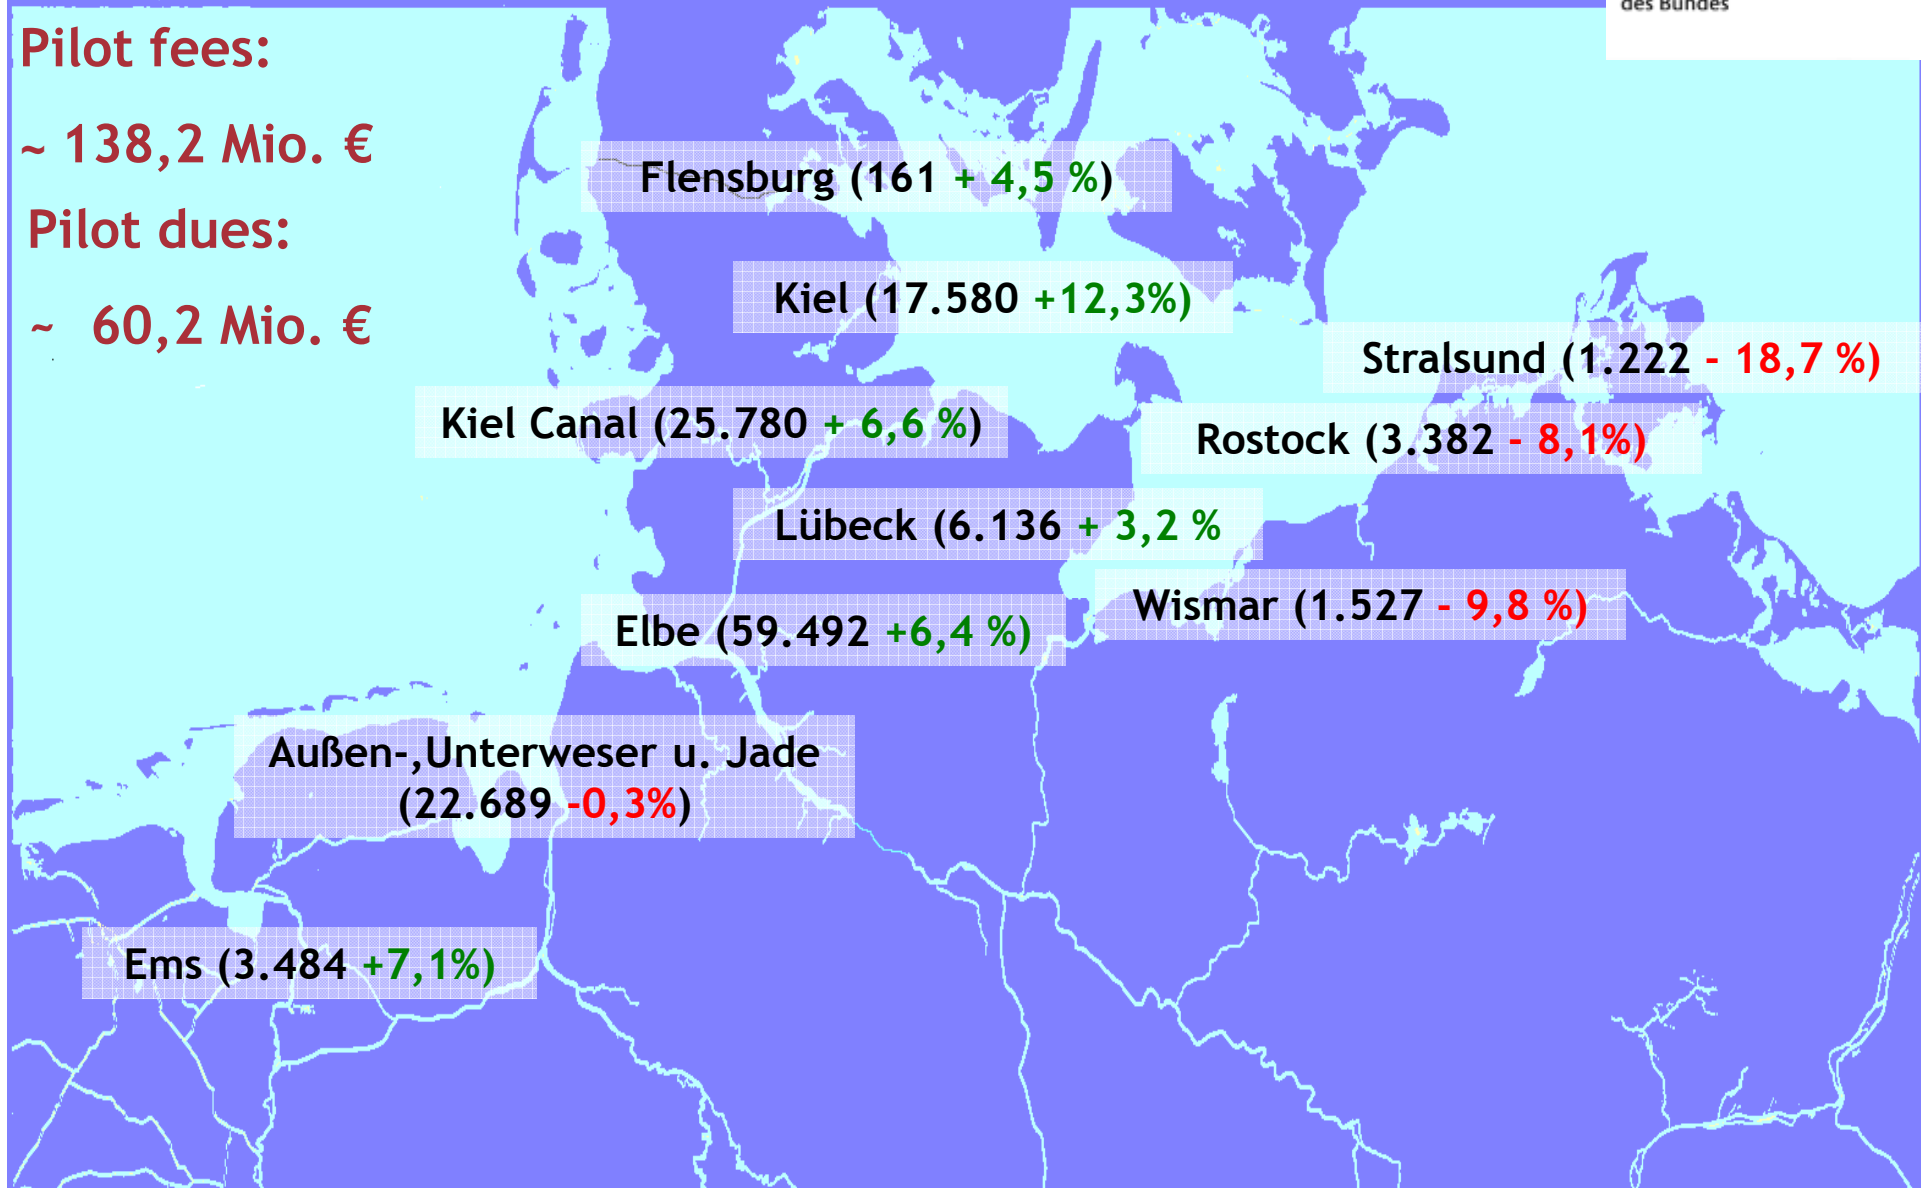 des Bundes
Pilot fees:
~ 138,2 Mio. €
Pilot dues:
~ 60,2 Mio. €
Flensburg (161 + 4,5 %)
Kiel (17.580 +12,3%)
Stralsund (1.222 - 18,7 %)
Kiel Canal (25.780 + 6,6 %)
Rostock (3.382 - 8,1%)
Lübeck (6.136 + 3,2 %
Wismar (1.527 - 9,8 %)
Elbe (59.492 +6,4 %)
Außen-,Unterweser u. Jade
(22.689 -0,3%)
Ems (3.484 +7,1%)